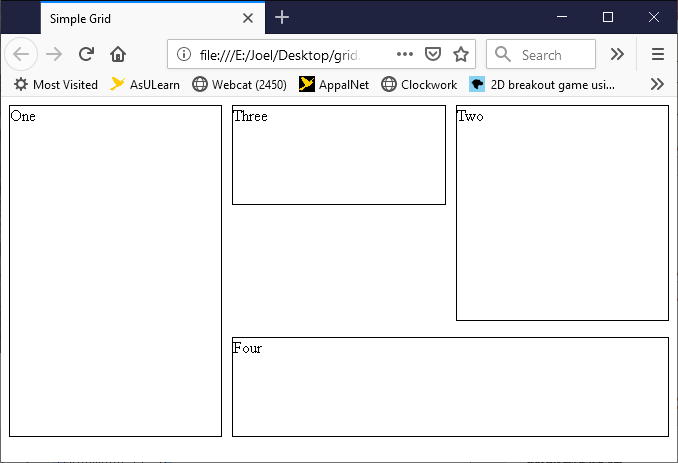 Simple Grid
file:///E:/Joel/Desktop/grid.
Search
Most Visited
AsULearn
Webcat (2450)
AppalNet
Clockwork
2D breakout game usi...
One
Three
Two
Four